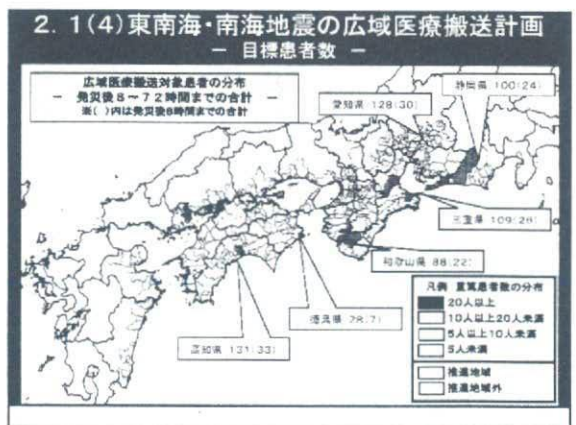 2. 1(4)東南海・南海地震の広域医療搬送計画
－ 目標患者数 －
広域医療搬送対象患者の分布
－ 発災後8～72時間までの合計 －
※( )内は発災後8時間までの合計
静岡県 100(24)
愛知県 128(30)
三重県 109(26)
和歌山県 88(22)
徳島県 28(7)
高知県 131(33)
凡例 重篤患者数の分布
20人以上
10人以上20人未満
5人以上10人未満
5人未満
推進地域
推進地域外